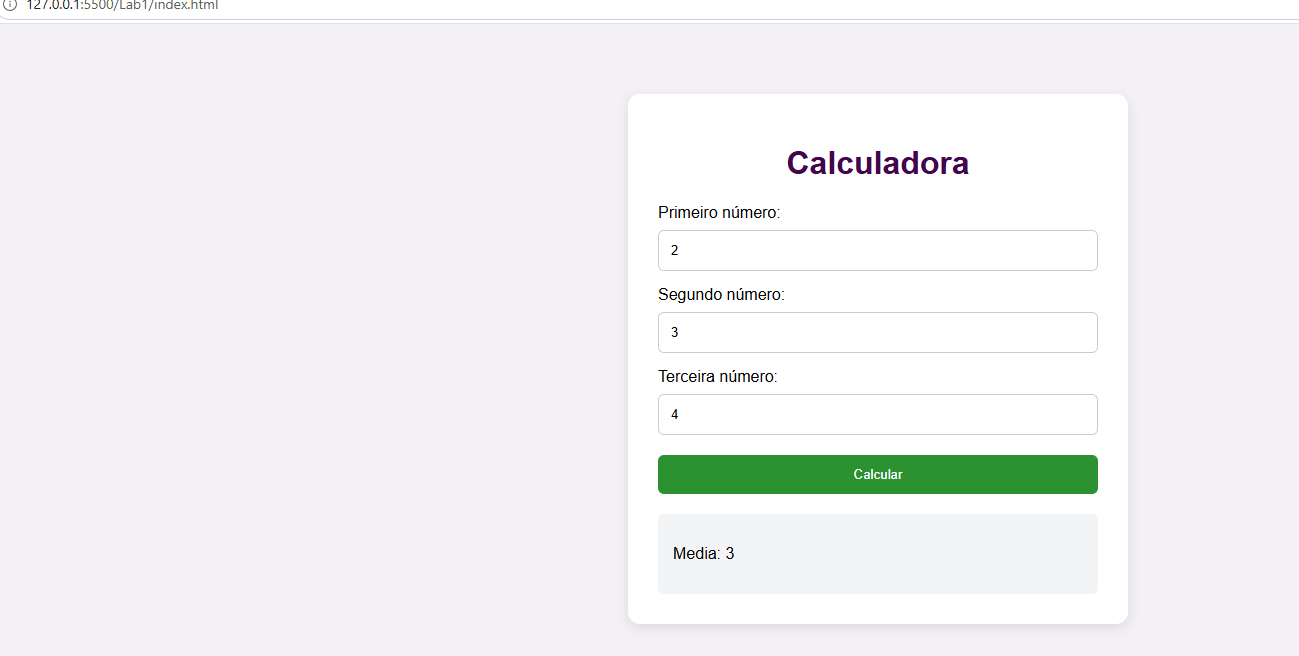 127.0.0.1:5500/Lab1/index.html
Calculadora
Primeiro número:
2
Segundo número:
3
Terceira número:
4
Calcular
Media: 3